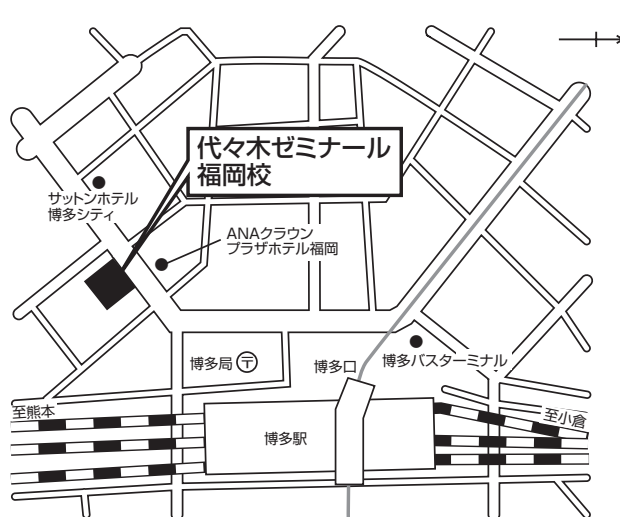 代々木ゼミナール
福岡校
サットンホテル
博多シティ
ANAクラウン
プラザホテル福岡
博多局 〒
博多口
博多バスターミナル
至熊本
至小倉
博多駅